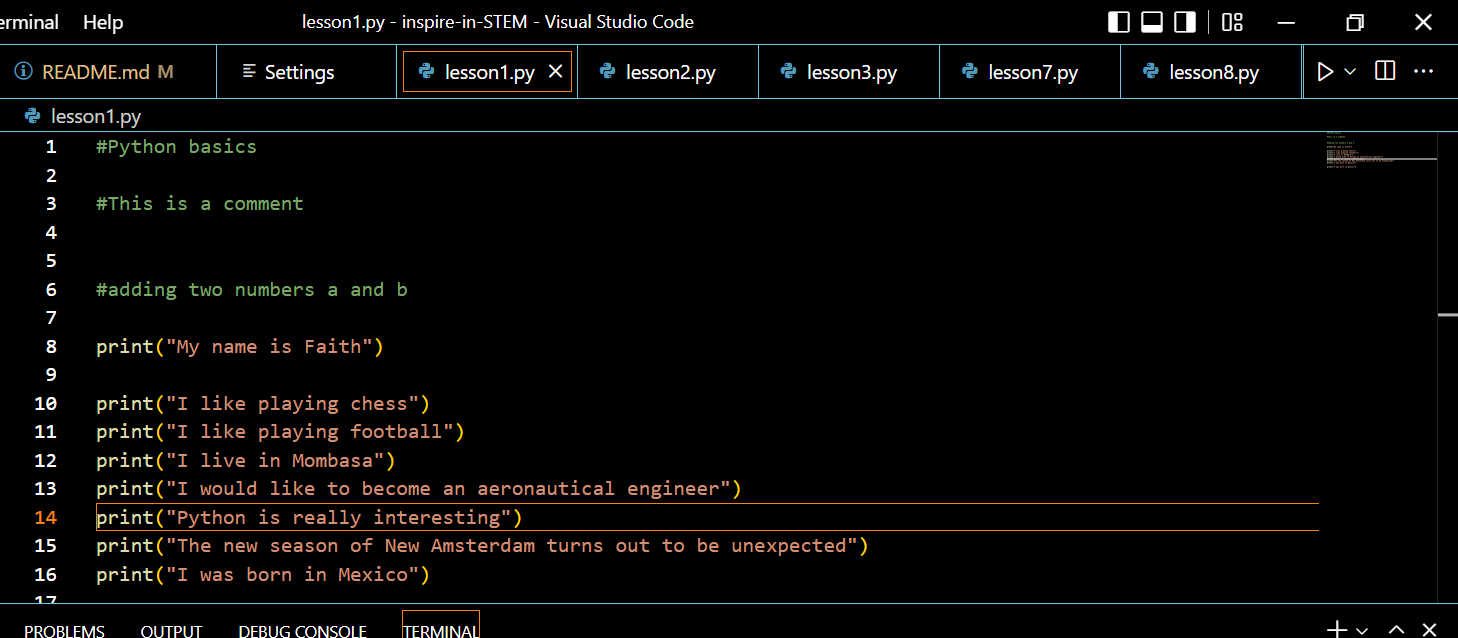 erminal Help lesson1.py - inspire-in-STEM - Visual Studio Code
README.md M Settings lesson1.py lesson2.py lesson3.py lesson7.py lesson8.py
lesson1.py
1 #Python basics
2
3 #This is a comment
4
5
6 #adding two numbers a and b
7
8 print("My name is Faith")
9
10 print("I like playing chess")
11 print("I like playing football")
12 print("I live in Mombasa")
13 print("I would like to become an aeronautical engineer")
14 print("Python is really interesting")
15 print("The new season of New Amsterdam turns out to be unexpected")
16 print("I was born in Mexico")
17
PROBLEMS OUTPUT DEBUG CONSOLE TERMINAL